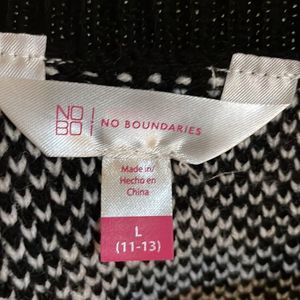 NO
BO
NO BOUNDARIES
Made in/
Hecho en
China
L
(11-13)